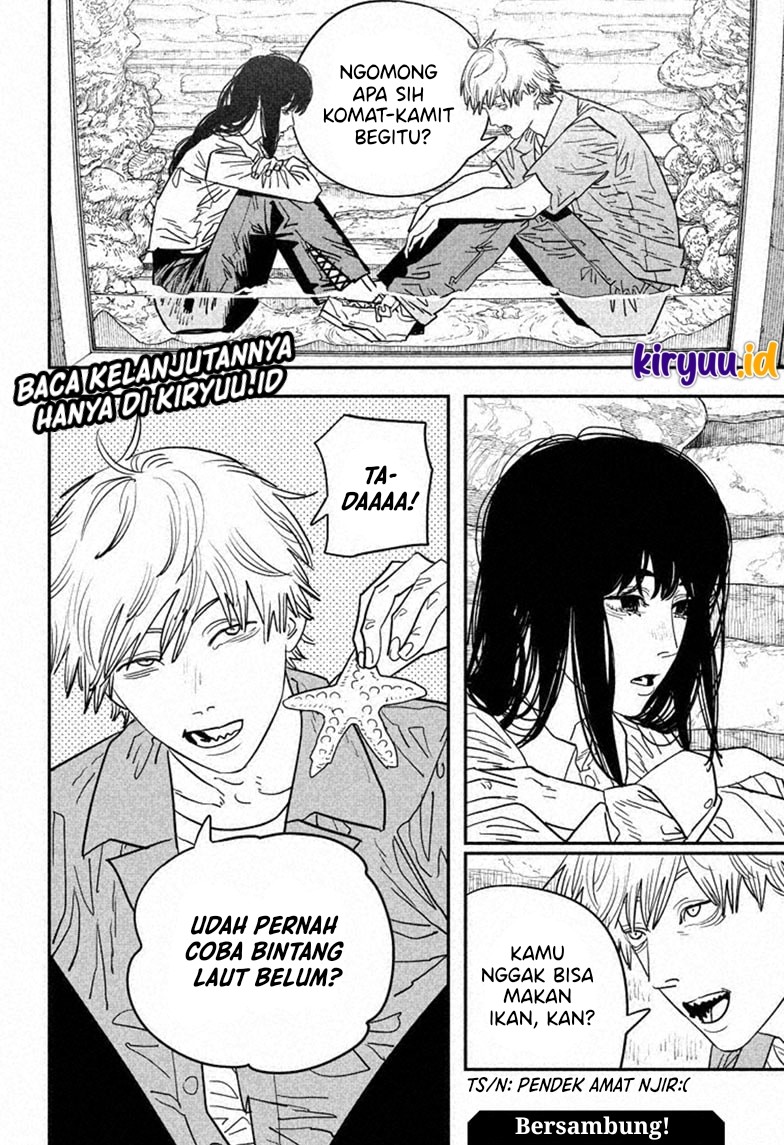 NGOMONG
APA SIH
KOMAT-KAMIT
BEGITU?
kiryuu.id
BACA KELANJUTANNYA
HANYA DI KIRYUU.ID
TA-
DAAAA!
UDAH PERNAH
COBA BINTANG
LAUT BELUM?
KAMU
NGGAK BISA
MAKAN
IKAN, KAN?
TS/N: PENDEK AMAT NJIR:(
Bersambung!